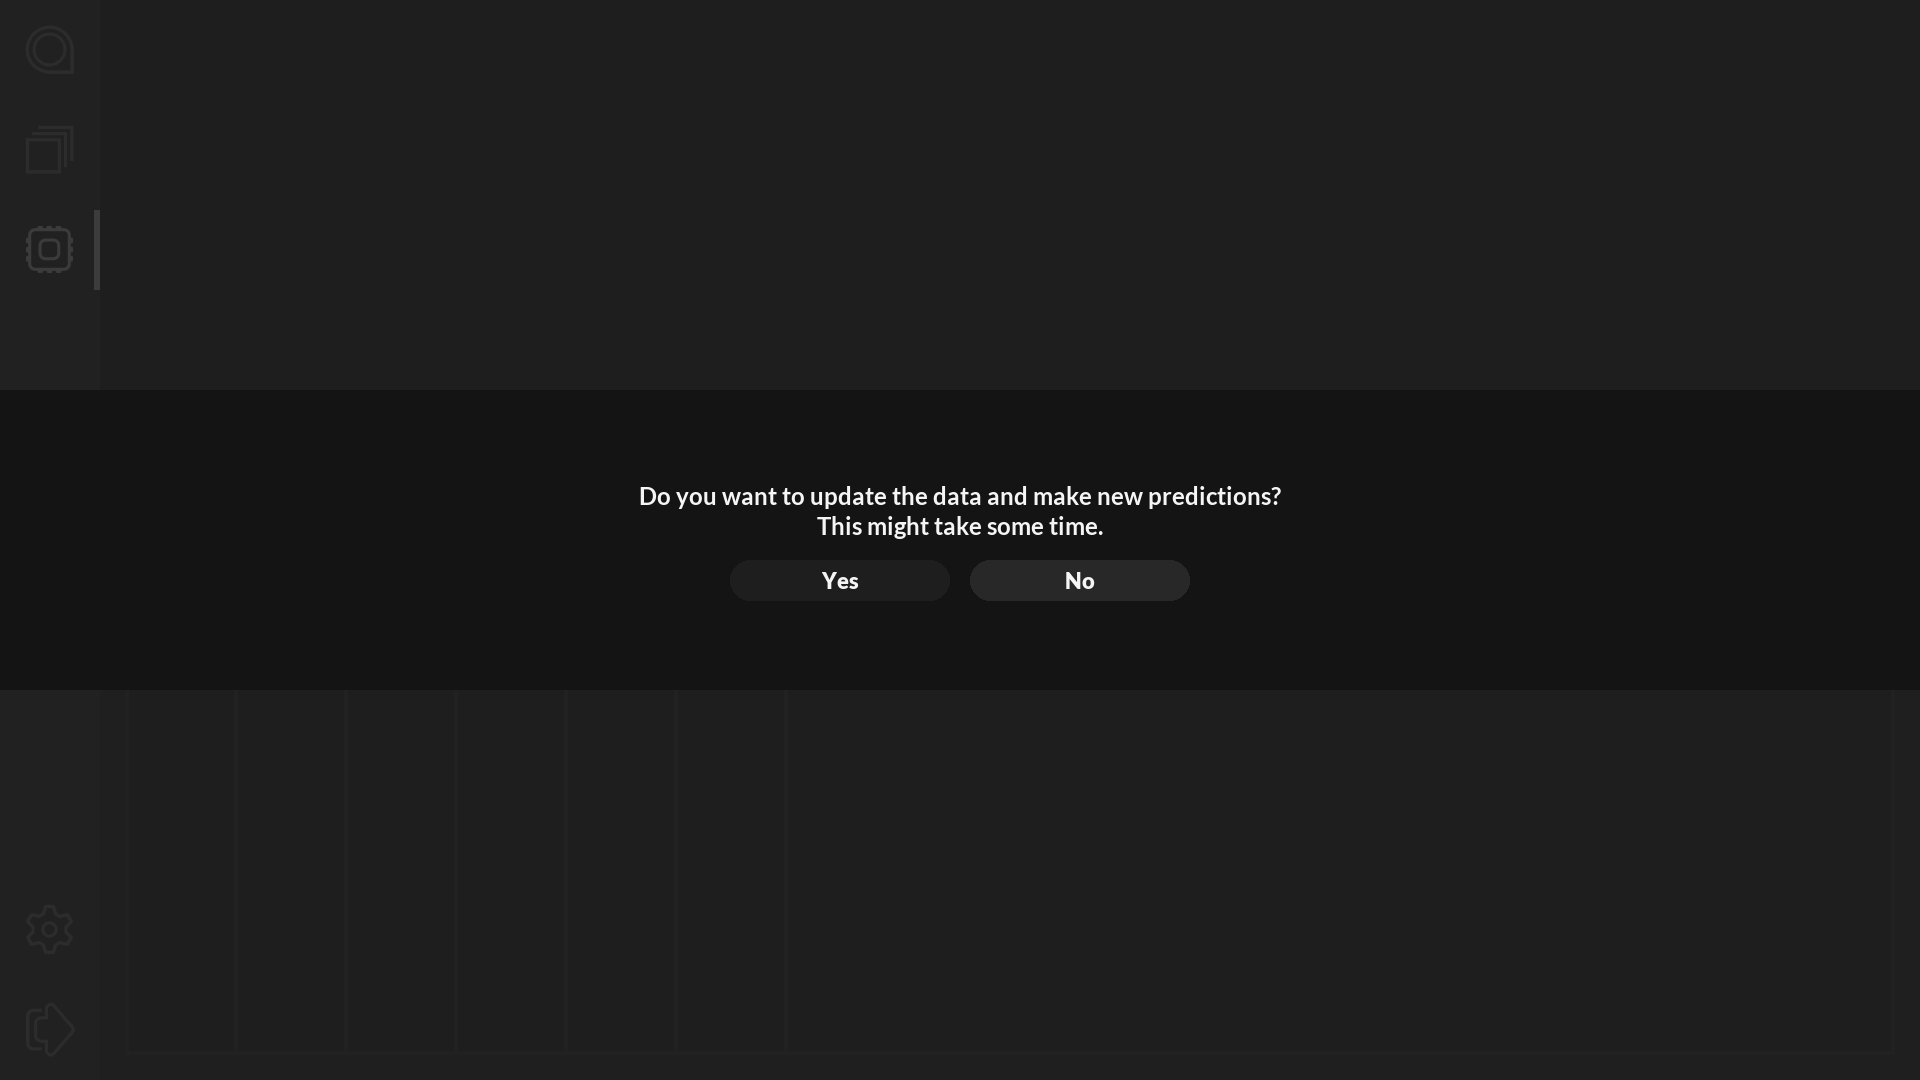 Do you want to update the data and make new predictions?
This might take some time.
Yes
No